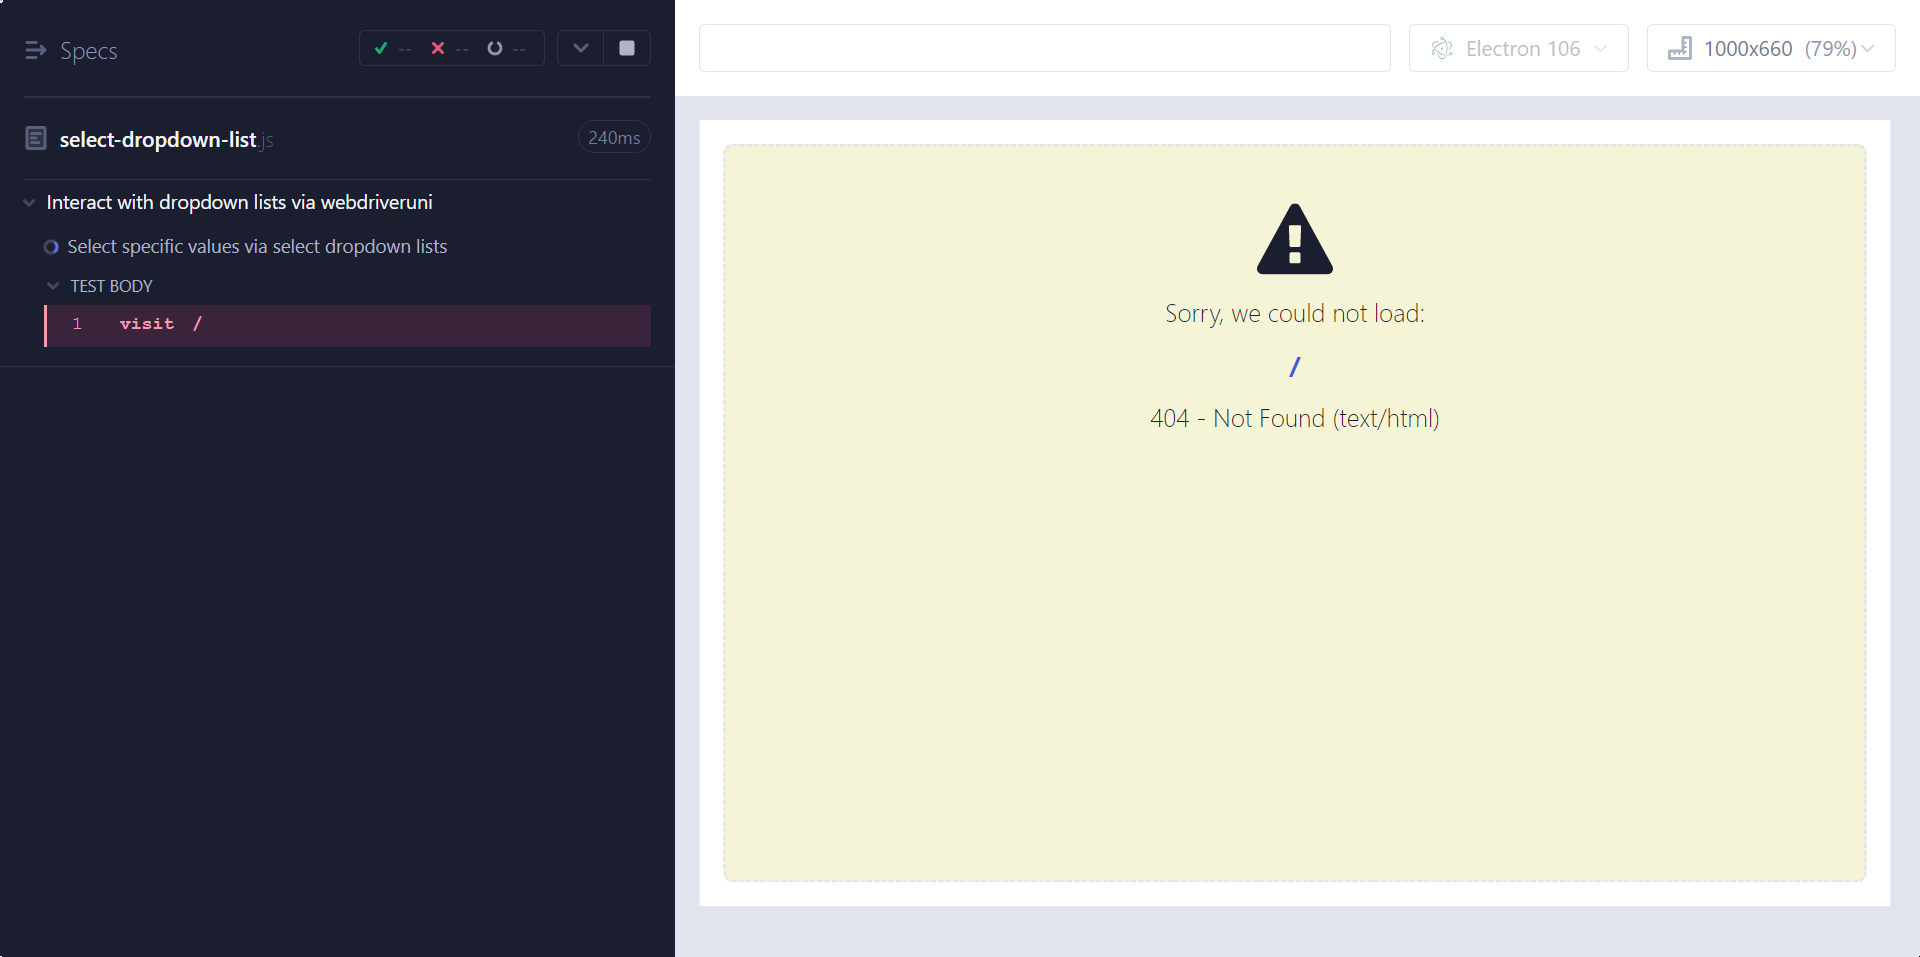 Specs -- -- --
select-dropdown-list.js 240ms
Interact with dropdown lists via webdriveruni
Select specific values via select dropdown lists
TEST BODY
1 visit /
Electron 106
1000x660 (79%)
Sorry, we could not load:
/
404 - Not Found (text/html)